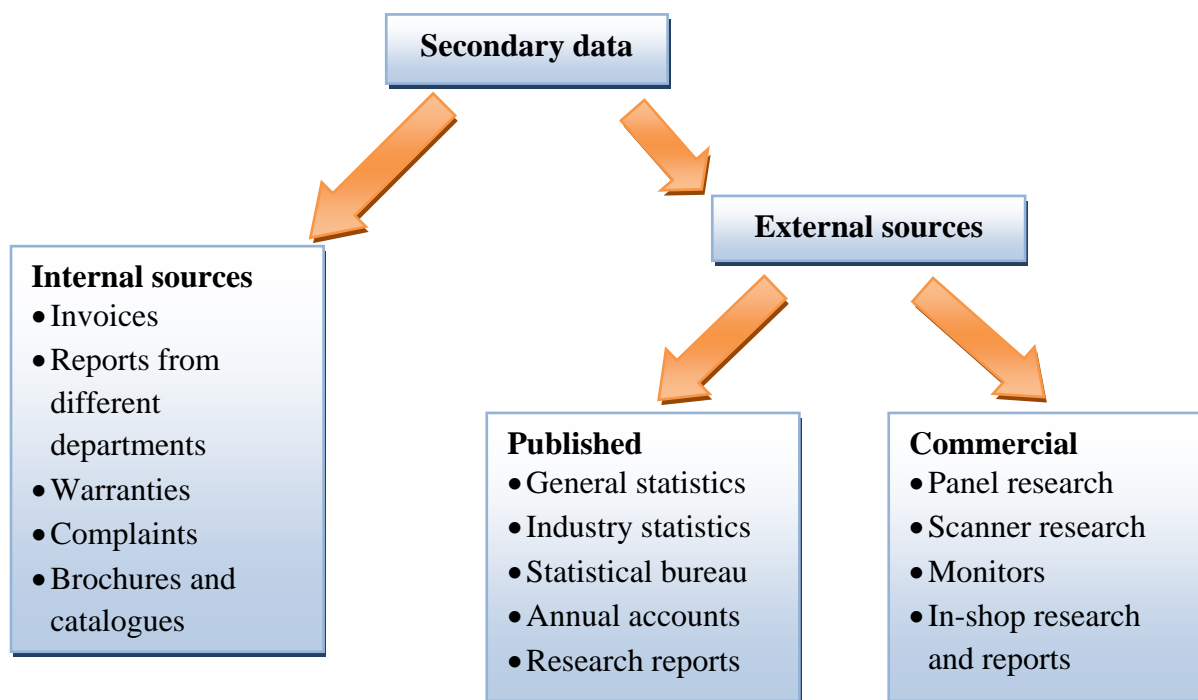 Secondary data
External sources
Internal sources
• Invoices
• Reports from
different
departments
• Warranties
• Complaints
• Brochures and
catalogues
Published
• General statistics
• Industry statistics
• Statistical bureau
• Annual accounts
• Research reports
Commercial
• Panel research
• Scanner research
• Monitors
• In-shop research
and reports